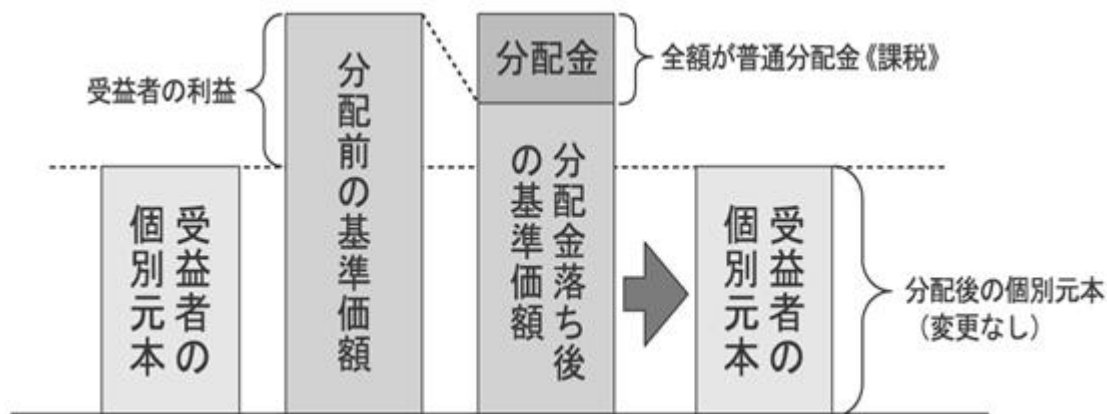 受益者の利益
受益者の
個別元本
分配前の基準価額
分配金
全額が普通分配金《課税》
分配金落ち後
の基準価額
受益者の
個別元本
分配後の個別元本
（変更なし）